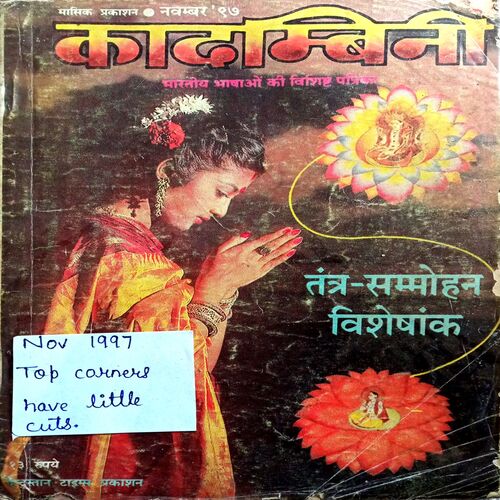 मासिक प्रकाशन • नवम्बर '९७
कादम्बिनी
भारतीय भाषाओं की विशिष्ट पत्रिका
तंत्र-सम्मोहन
विशेषांक
Nov 1997
Top corners
have little
cuts.
१३ रुपये
हिन्दुस्तान टाइम्स प्रकाशन